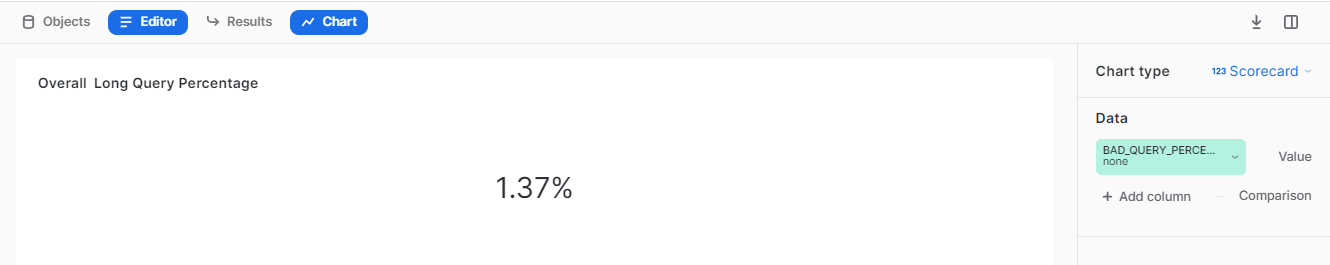 Objects Editor Results Chart
Overall Long Query Percentage
1.37%
Chart type 123 Scorecard
Data
BAD_QUERY_PERCE...
none
Value
+ Add column
Comparison